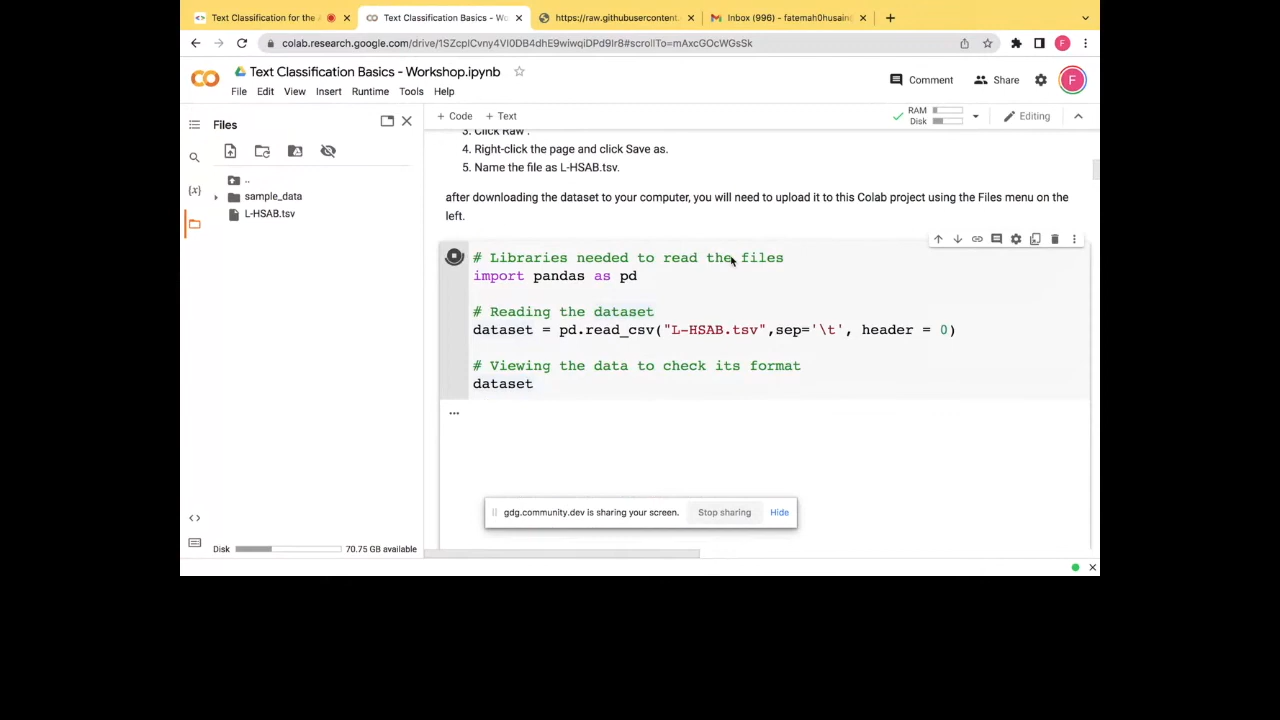 Text Classification for the
Text Classification Basics - Wo
https://raw.githubusercontent.
Inbox (996) - fatemah0husain
colab.research.google.com/drive/1SZcplCvny4Vl0DB4dhE9wiwqiDPd9Ir8#scrollTo=mAxcGOcWGsSk
F
Text Classification Basics - Workshop.ipynb
Comment
Share
F
File Edit View Insert Runtime Tools Help
Files
+ Code + Text
RAM
Disk
Editing
..
sample_data
L-HSAB.tsv
{x}
3. Click Raw .
4. Right-click the page and click Save as.
5. Name the file as L-HSAB.tsv.
after downloading the dataset to your computer, you will need to upload it to this Colab project using the Files menu on the
left.
# Libraries needed to read the files
import pandas as pd
# Reading the dataset
dataset = pd.read_csv("L-HSAB.tsv",sep='\t', header = 0)
# Viewing the data to check its format
dataset
...
gdg.community.dev is sharing your screen. Stop sharing Hide
Disk 70.75 GB available